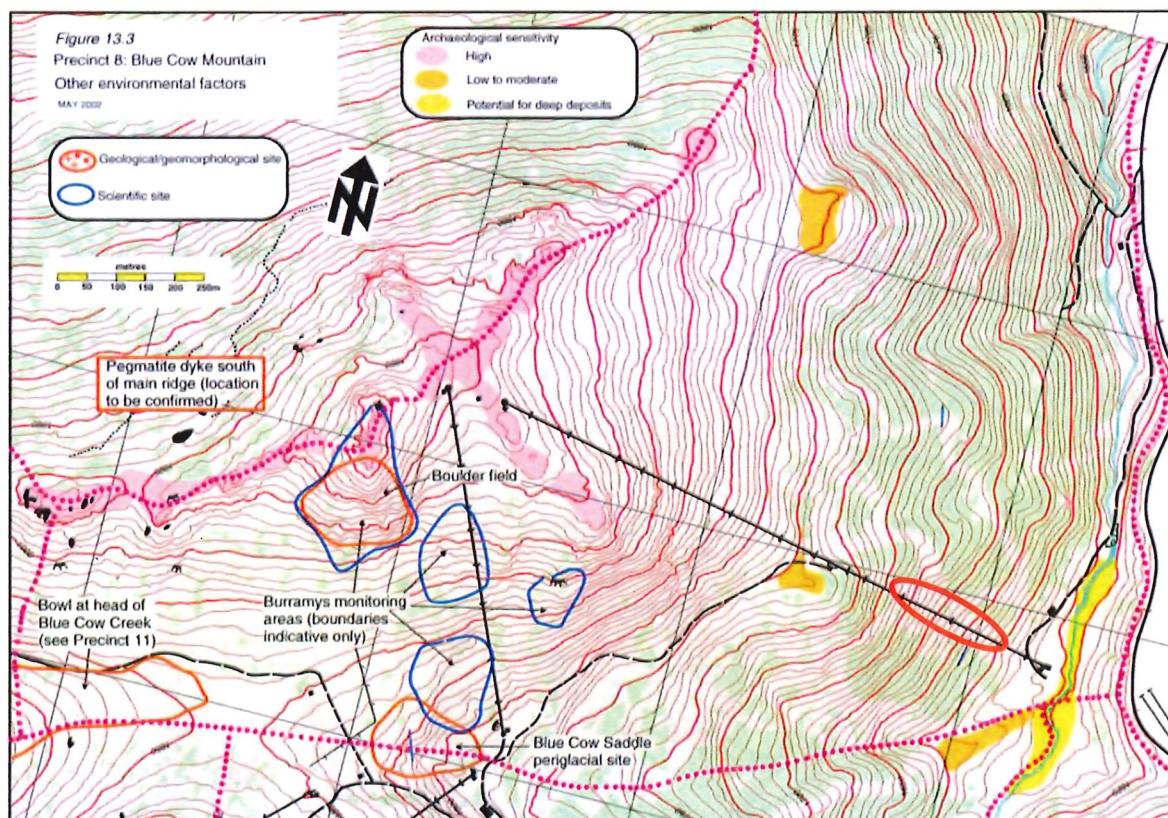 Figure 13.3
Precinct 8: Blue Cow Mountain
Other environmental factors
MAY 2002
Archaeological sensitivity
High
Low to moderate
Potential for deep deposits
Geological/geomorphological site
Scientific site
N
metres
0 50 100 150 200 250m
Pegmatite dyke south
of main ridge (location
to be confirmed)
Boulder field
Bowl at head of
Blue Cow Creek
(see Precinct 11)
Burramys monitoring
areas (boundaries
indicative only)
Blue Cow Saddle
periglacial site